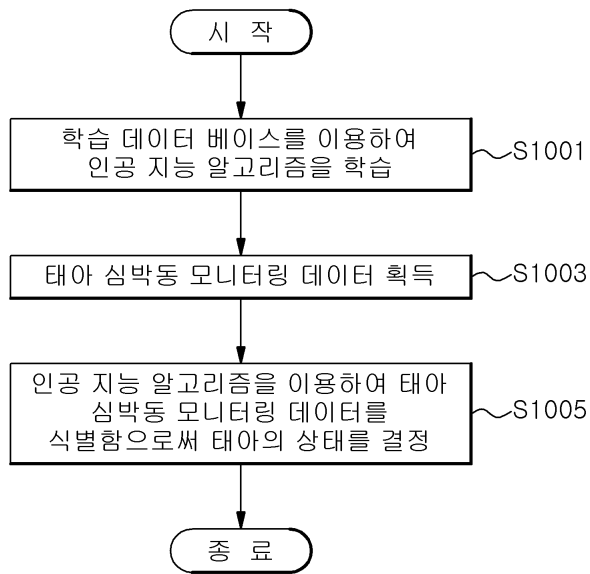 시 작
학습 데이터 베이스를 이용하여
인공 지능 알고리즘을 학습
S1001
태아 심박동 모니터링 데이터 획득
S1003
인공 지능 알고리즘을 이용하여 태아
심박동 모니터링 데이터를
식별함으로써 태아의 상태를 결정
S1005
종 료